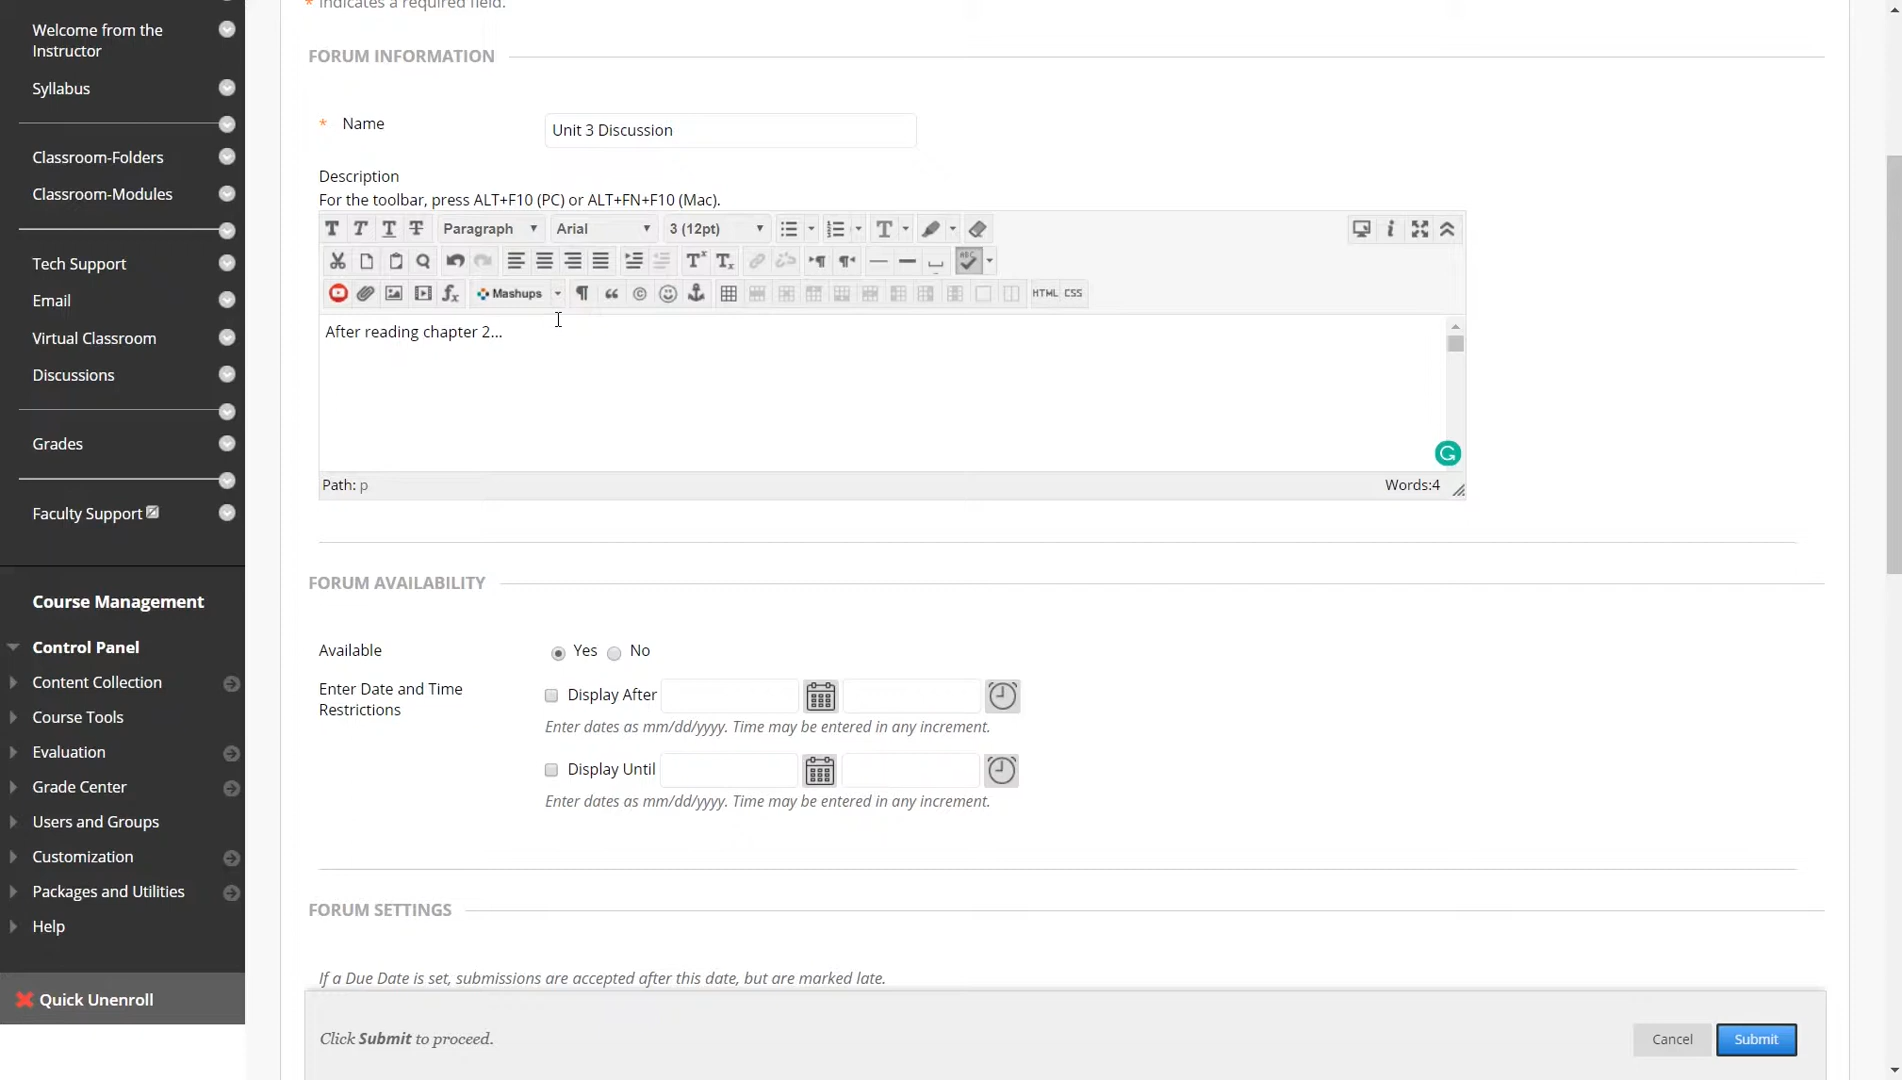 * Indicates a required field.
Welcome from the
Instructor
Syllabus
Classroom-Folders
Classroom-Modules
Tech Support
Email
Virtual Classroom
Discussions
Grades
Faculty Support
Course Management
Control Panel
Content Collection
Course Tools
Evaluation
Grade Center
Users and Groups
Customization
Packages and Utilities
Help
Quick Unenroll
FORUM INFORMATION
* Name
Unit 3 Discussion
Description
For the toolbar, press ALT+F10 (PC) or ALT+FN+F10 (Mac).
T T T T Paragraph Arial 3 (12pt) T
Tx Tx ABC
fx Mashups HTML CSS
After reading chapter 2...
Path: p Words:4
FORUM AVAILABILITY
Available Yes No
Enter Date and Time
Restrictions
Display After
Enter dates as mm/dd/yyyy. Time may be entered in any increment.
Display Until
Enter dates as mm/dd/yyyy. Time may be entered in any increment.
FORUM SETTINGS
If a Due Date is set, submissions are accepted after this date, but are marked late.
Click Submit to proceed.
Cancel Submit